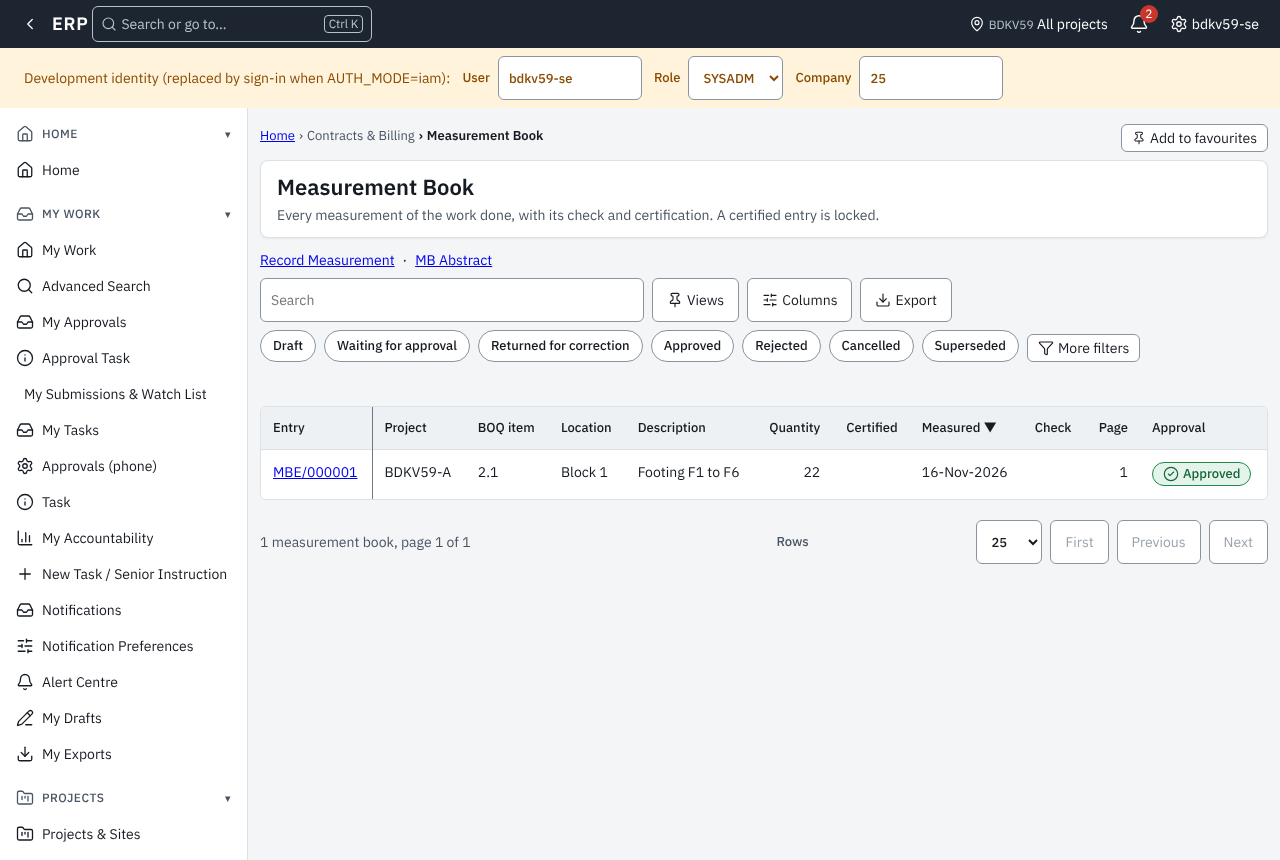 ERP
Search or go to...
Ctrl K
BDKV59 All projects
2
bdkv59-se
Development identity (replaced by sign-in when AUTH_MODE=iam):
User
bdkv59-se
Role
SYSADM
Company
25
HOME
Home
MY WORK
My Work
Advanced Search
My Approvals
Approval Task
My Submissions & Watch List
My Tasks
Approvals (phone)
Task
My Accountability
New Task / Senior Instruction
Notifications
Notification Preferences
Alert Centre
My Drafts
My Exports
PROJECTS
Projects & Sites
Home › Contracts & Billing › Measurement Book
Add to favourites
Measurement Book
Every measurement of the work done, with its check and certification. A certified entry is locked.
Record Measurement · MB Abstract
Search
Views
Columns
Export
Draft
Waiting for approval
Returned for correction
Approved
Rejected
Cancelled
Superseded
More filters
Entry Project BOQ item Location Description Quantity Certified Measured ▼ Check Page Approval
MBE/000001 BDKV59-A 2.1 Block 1 Footing F1 to F6 22 16-Nov-2026 1 Approved
1 measurement book, page 1 of 1
Rows
25
First
Previous
Next